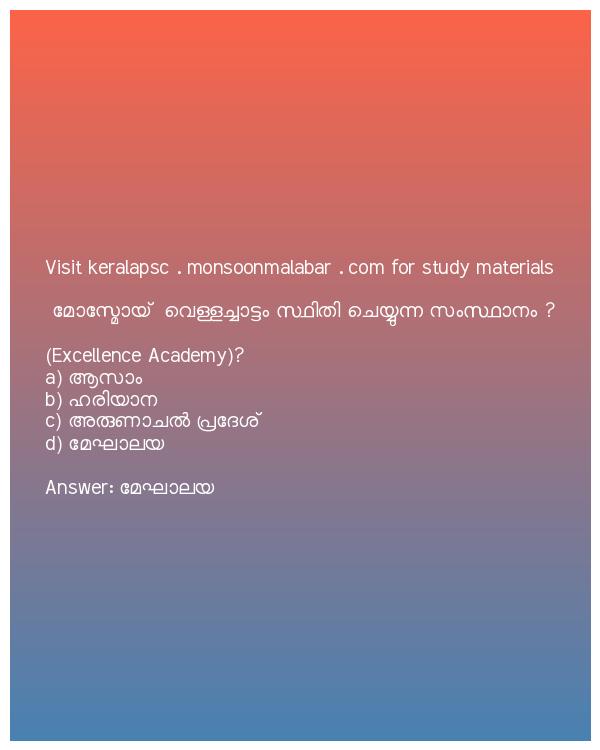 Visit keralapsc . monsoonmalabar . com for study materials
മോസ്മോയ് വെള്ളച്ചാട്ടം സ്ഥിതി ചെയ്യുന്ന സംസ്ഥാനം ?
(Excellence Academy)?
a) ആസാം
b) ഹരിയാന
c) അരുണാചൽ പ്രദേശ്
d) മേഘാലയ
Answer: മേഘാലയ